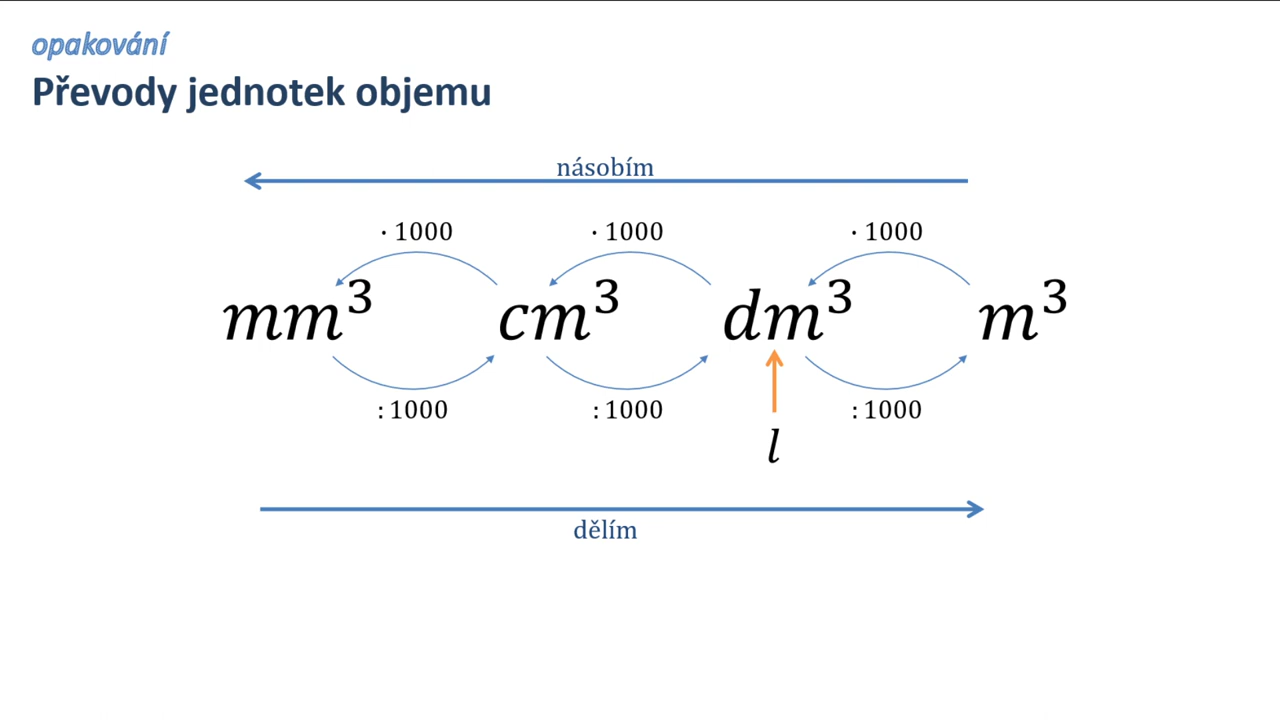 opakování
Převody jednotek objemu
násobím
· 1000 · 1000 · 1000
mm³ cm³ dm³ m³
: 1000 : 1000 : 1000
l
dělím